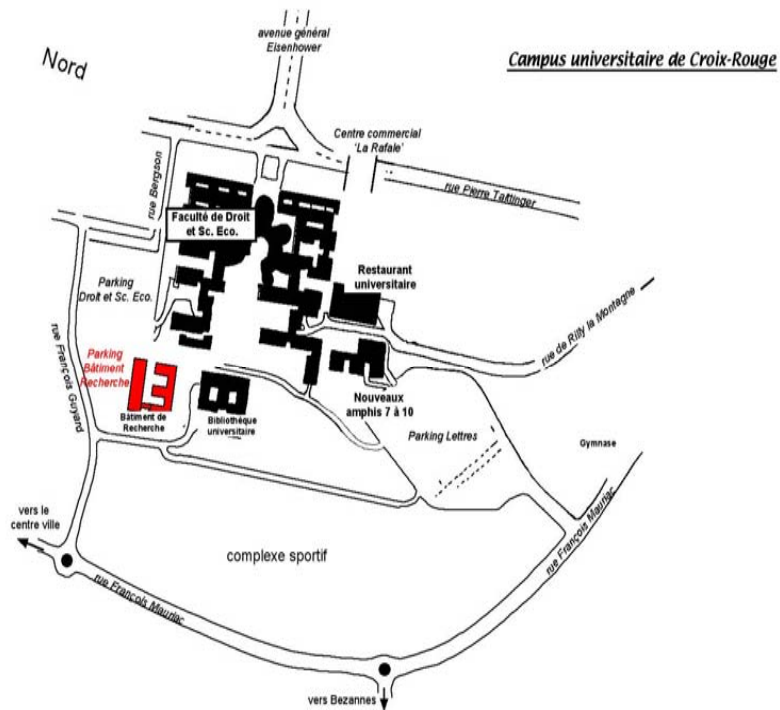 avenue général
Eisenhower
Campus universitaire de Croix-Rouge
Nord
Centre commercial
'La Rafale'
rue Bergson
rue Pierre Taittinger
Faculté de Droit
et Sc. Eco.
Restaurant
universitaire
Parking
Droit et Sc. Eco.
rue de Rilly la Montagne
rue François Guyard
Parking
Bâtiment
Recherche
Nouveaux
amphis 7 à 10
Bâtiment de
Recherche
Bibliothèque
universitaire
Parking Lettres
Gymnase
rue François Mauriac
vers le
centre ville
complexe sportif
rue François Mauriac
vers Bezannes